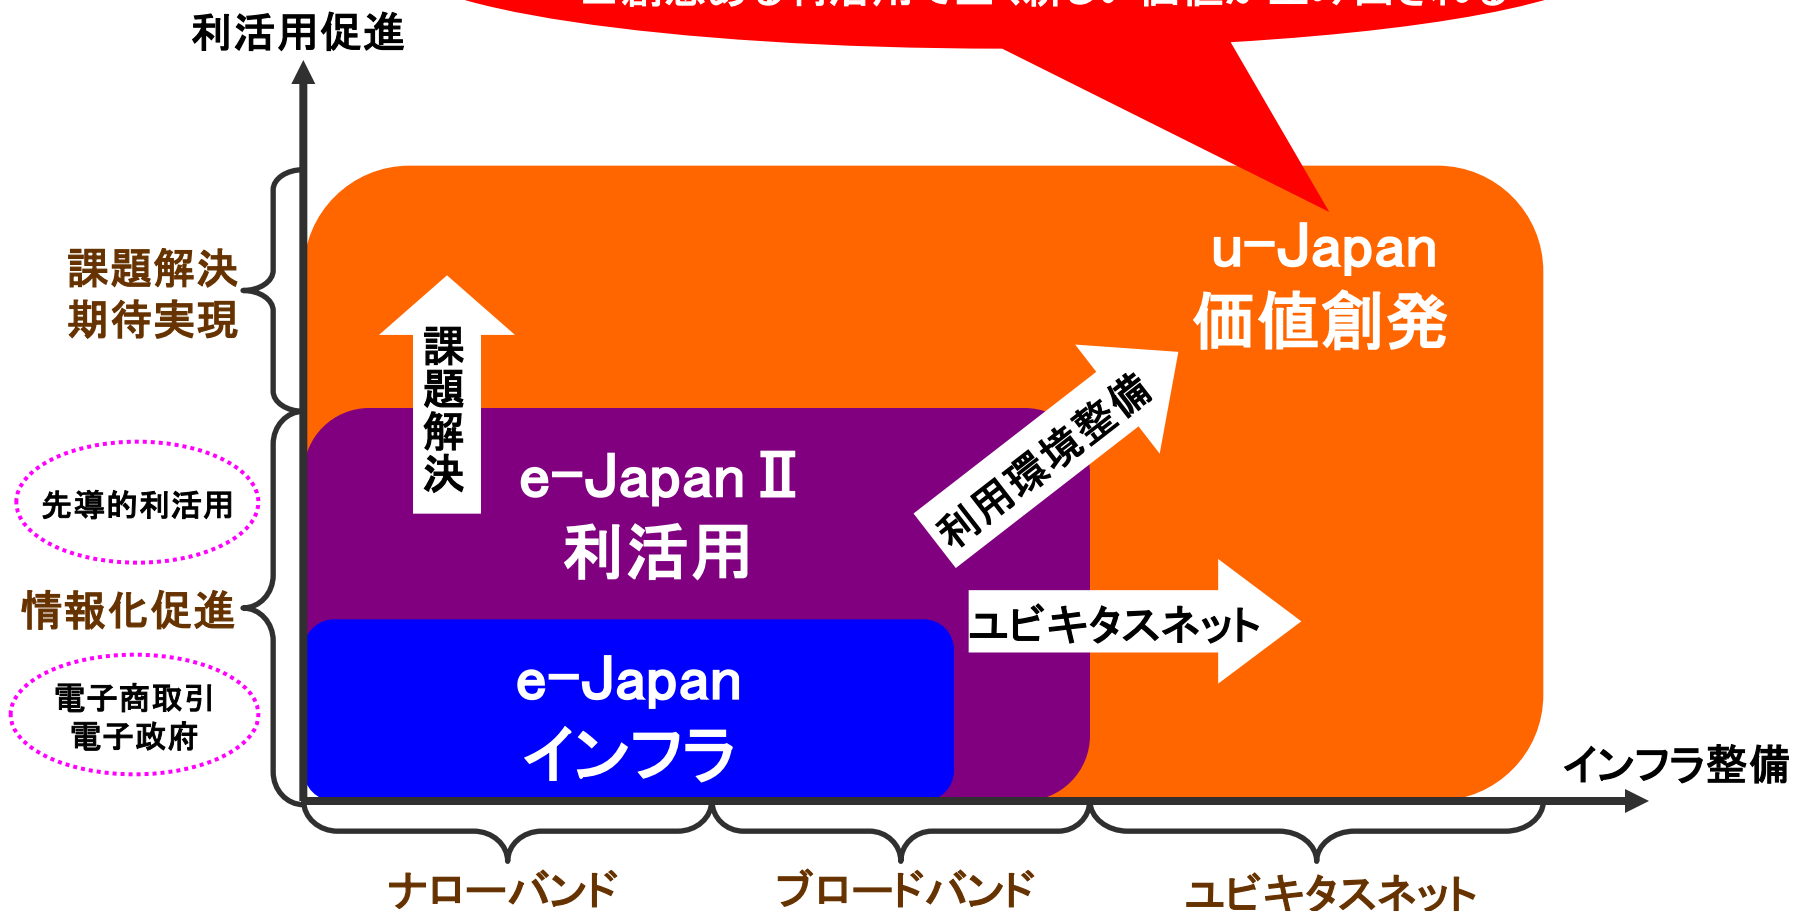 利活用促進
課題解決
期待実現
u-Japan
価値創発
課題解決
利用環境整備
e-Japan Ⅱ
利活用
先導的利活用
情報化促進
ユビキタスネット
電子商取引
電子政府
e-Japan
インフラ
インフラ整備
ナローバンド
ブロードバンド
ユビキタスネット